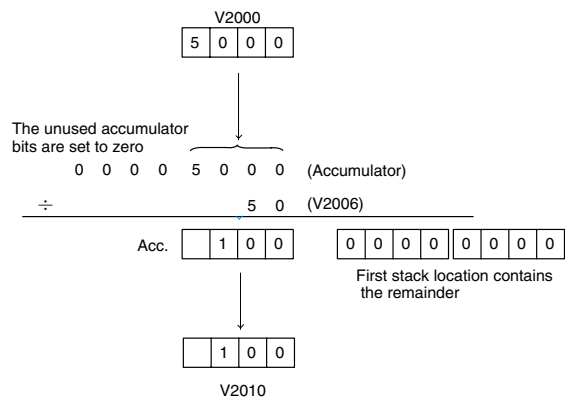 V2000
5 0 0 0
The unused accumulator
bits are set to zero
0 0 0 0 5 0 0 0 (Accumulator)
÷ 5 0 (V2006)
Acc. 1 0 0 0 0 0 0 0 0 0 0
First stack location contains
the remainder
1 0 0
V2010